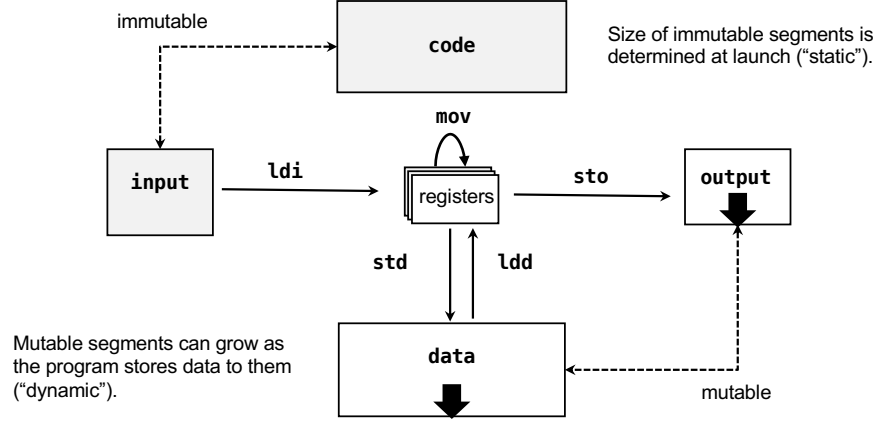 immutable
code
Size of immutable segments is
determined at launch (“static”).
mov
input
ldi
registers
sto
output
std
ldd
Mutable segments can grow as
the program stores data to them
(“dynamic”).
data
mutable